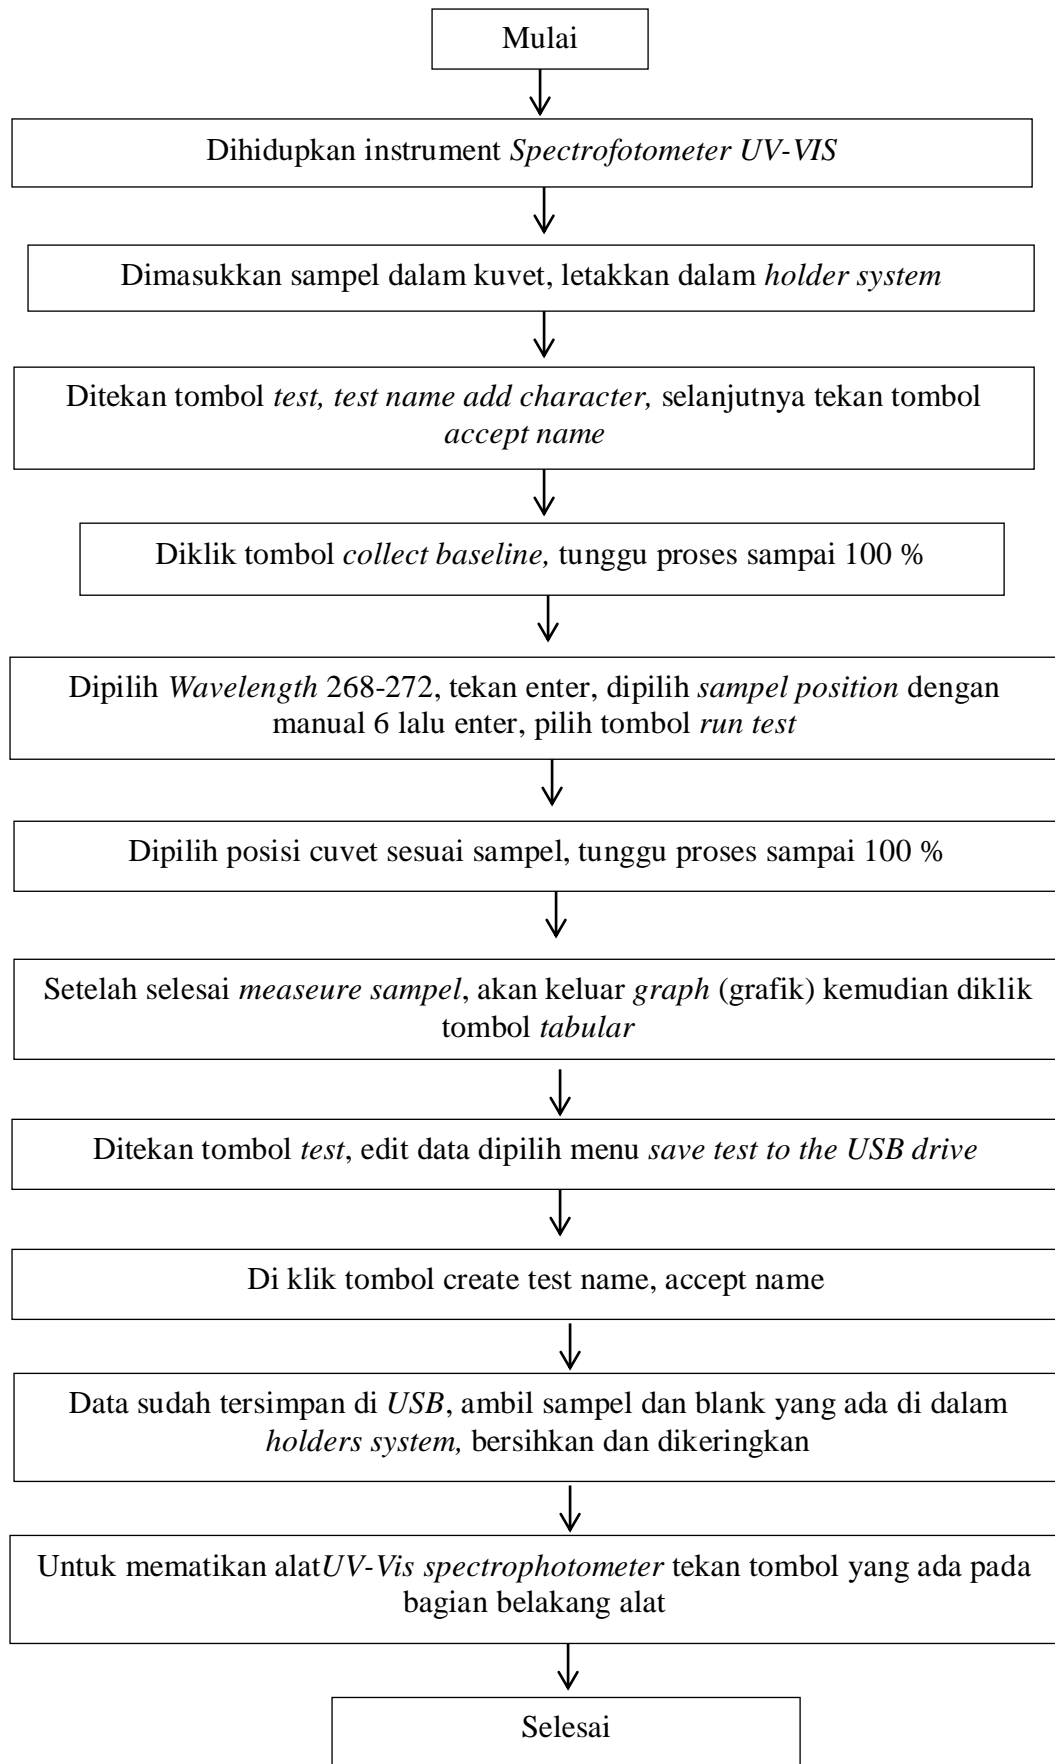 Mulai
Dihidupkan instrument Spectrofotometer UV-VIS
Dimasukkan sampel dalam kuvet, letakkan dalam holder system
Ditekan tombol test, test name add character, selanjutnya tekan tombol
accept name
Diklik tombol collect baseline, tunggu proses sampai 100 %
Dipilih Wavelength 268-272, tekan enter, dipilih sampel position dengan
manual 6 lalu enter, pilih tombol run test
Dipilih posisi cuvet sesuai sampel, tunggu proses sampai 100 %
Setelah selesai measeure sampel, akan keluar graph (grafik) kemudian diklik
tombol tabular
Ditekan tombol test, edit data dipilih menu save test to the USB drive
Di klik tombol create test name, accept name
Data sudah tersimpan di USB, ambil sampel dan blank yang ada di dalam
holders system, bersihkan dan dikeringkan
Untuk mematikan alatUV-Vis spectrophotometer tekan tombol yang ada pada
bagian belakang alat
Selesai